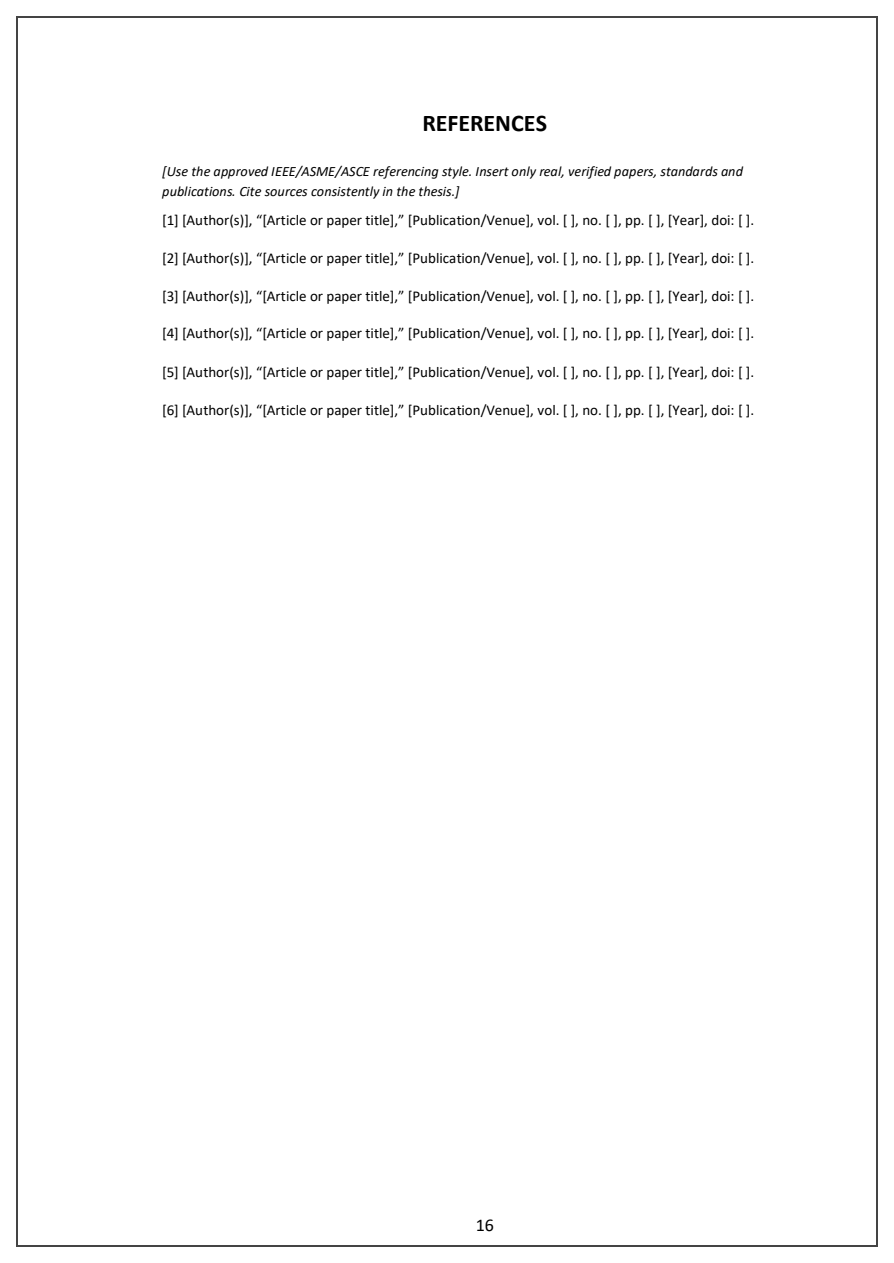 REFERENCES
[Use the approved IEEE/ASME/ASCE referencing style. Insert only real, verified papers, standards and
publications. Cite sources consistently in the thesis.]
[1] [Author(s)], “[Article or paper title],” [Publication/Venue], vol. [ ], no. [ ], pp. [ ], [Year], doi: [ ].
[2] [Author(s)], “[Article or paper title],” [Publication/Venue], vol. [ ], no. [ ], pp. [ ], [Year], doi: [ ].
[3] [Author(s)], “[Article or paper title],” [Publication/Venue], vol. [ ], no. [ ], pp. [ ], [Year], doi: [ ].
[4] [Author(s)], “[Article or paper title],” [Publication/Venue], vol. [ ], no. [ ], pp. [ ], [Year], doi: [ ].
[5] [Author(s)], “[Article or paper title],” [Publication/Venue], vol. [ ], no. [ ], pp. [ ], [Year], doi: [ ].
[6] [Author(s)], “[Article or paper title],” [Publication/Venue], vol. [ ], no. [ ], pp. [ ], [Year], doi: [ ].
16